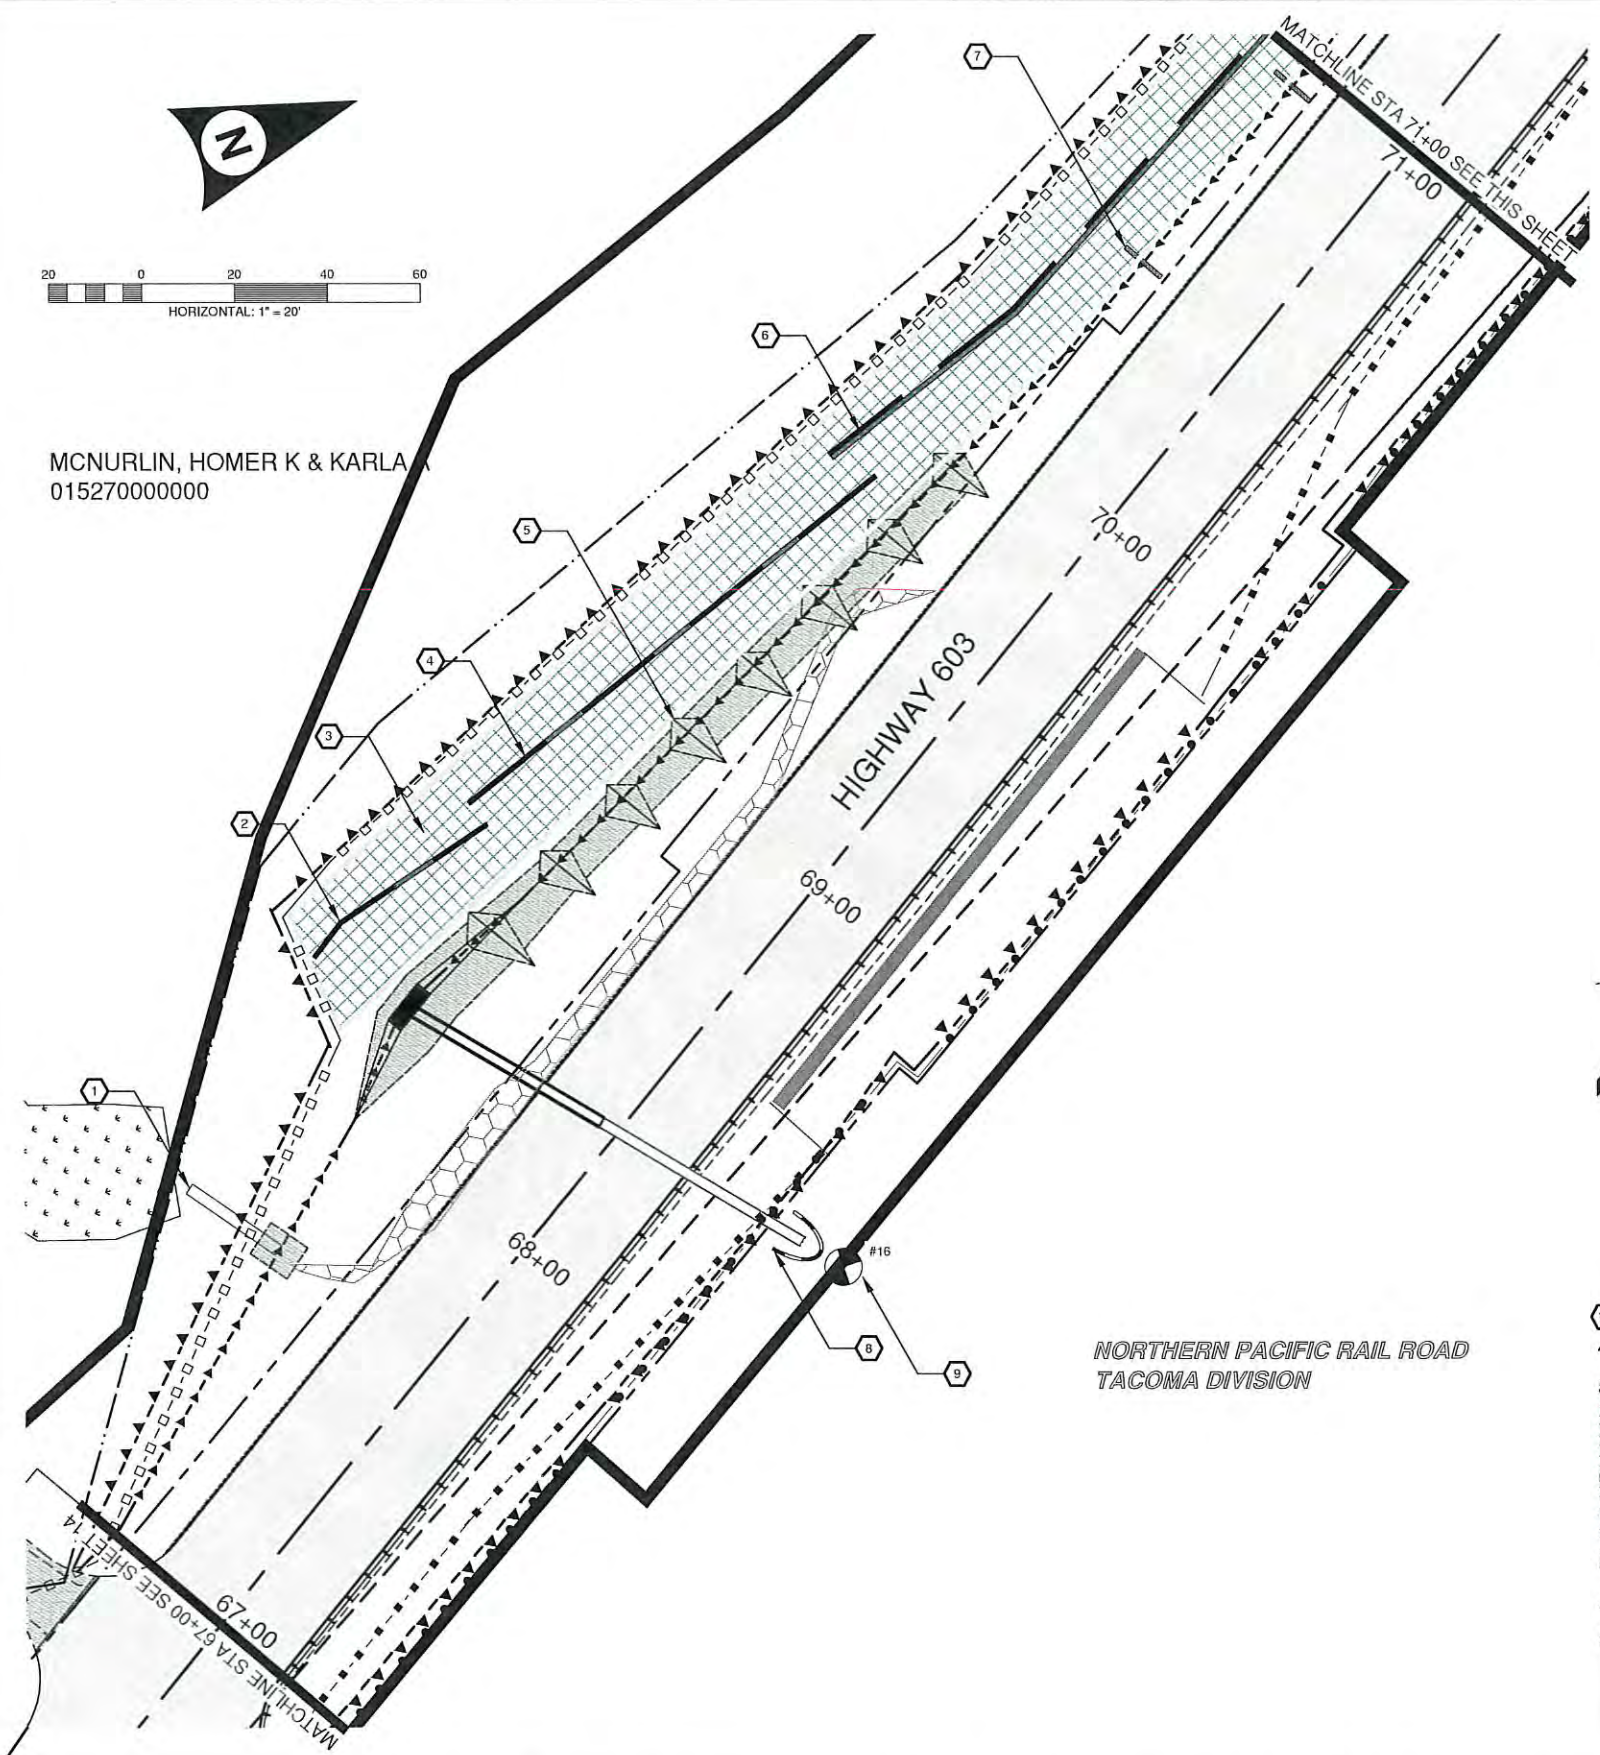 MATCHLINE STA 71+00 SEE THIS SHEET
71+00
7
N
20 0 20 40 60
HORIZONTAL: 1" = 20'
6
MCNURLIN, HOMER K & KARLA A
015270000000
5
70+00
4
HIGHWAY 603
3
2
69+00
1
68+00
#16
8
9
NORTHERN PACIFIC RAIL ROAD
TACOMA DIVISION
67+00
MATCHLINE STA 67+00 SEE SHEET 14